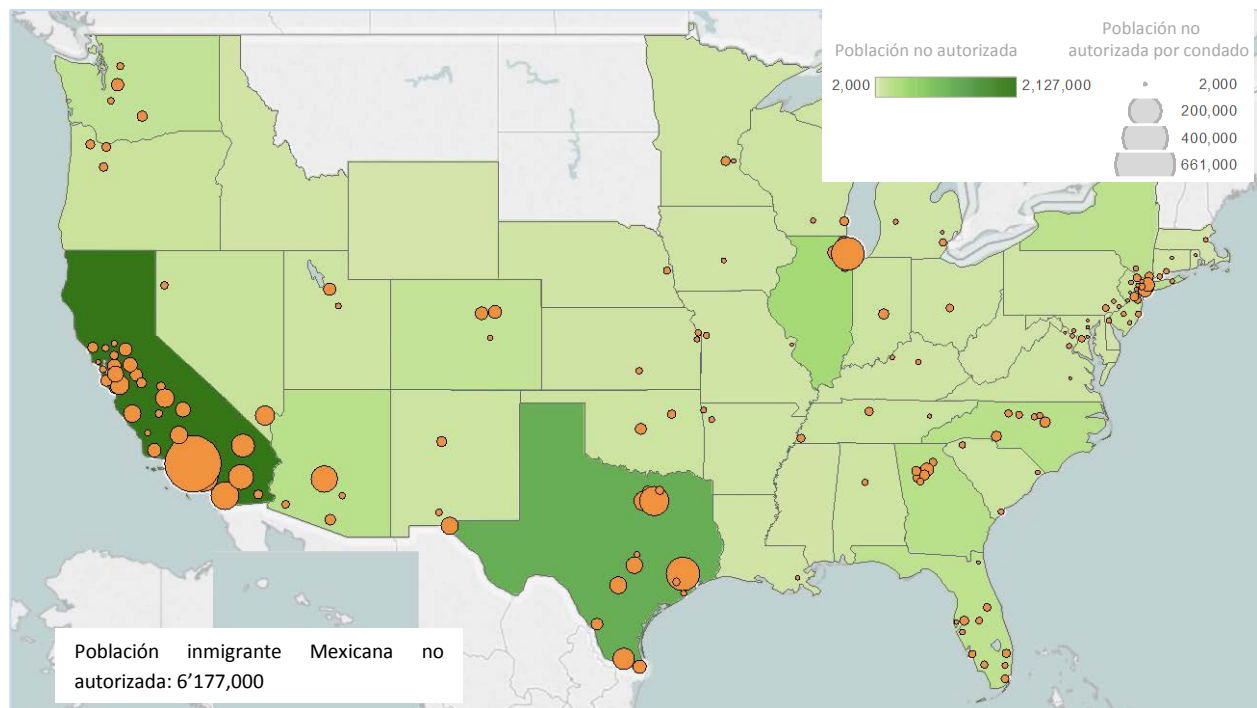 Población no autorizada
2,000
2,127,000
Población no
autorizada por condado
2,000
200,000
400,000
661,000
Población inmigrante Mexicana no
autorizada: 6’177,000